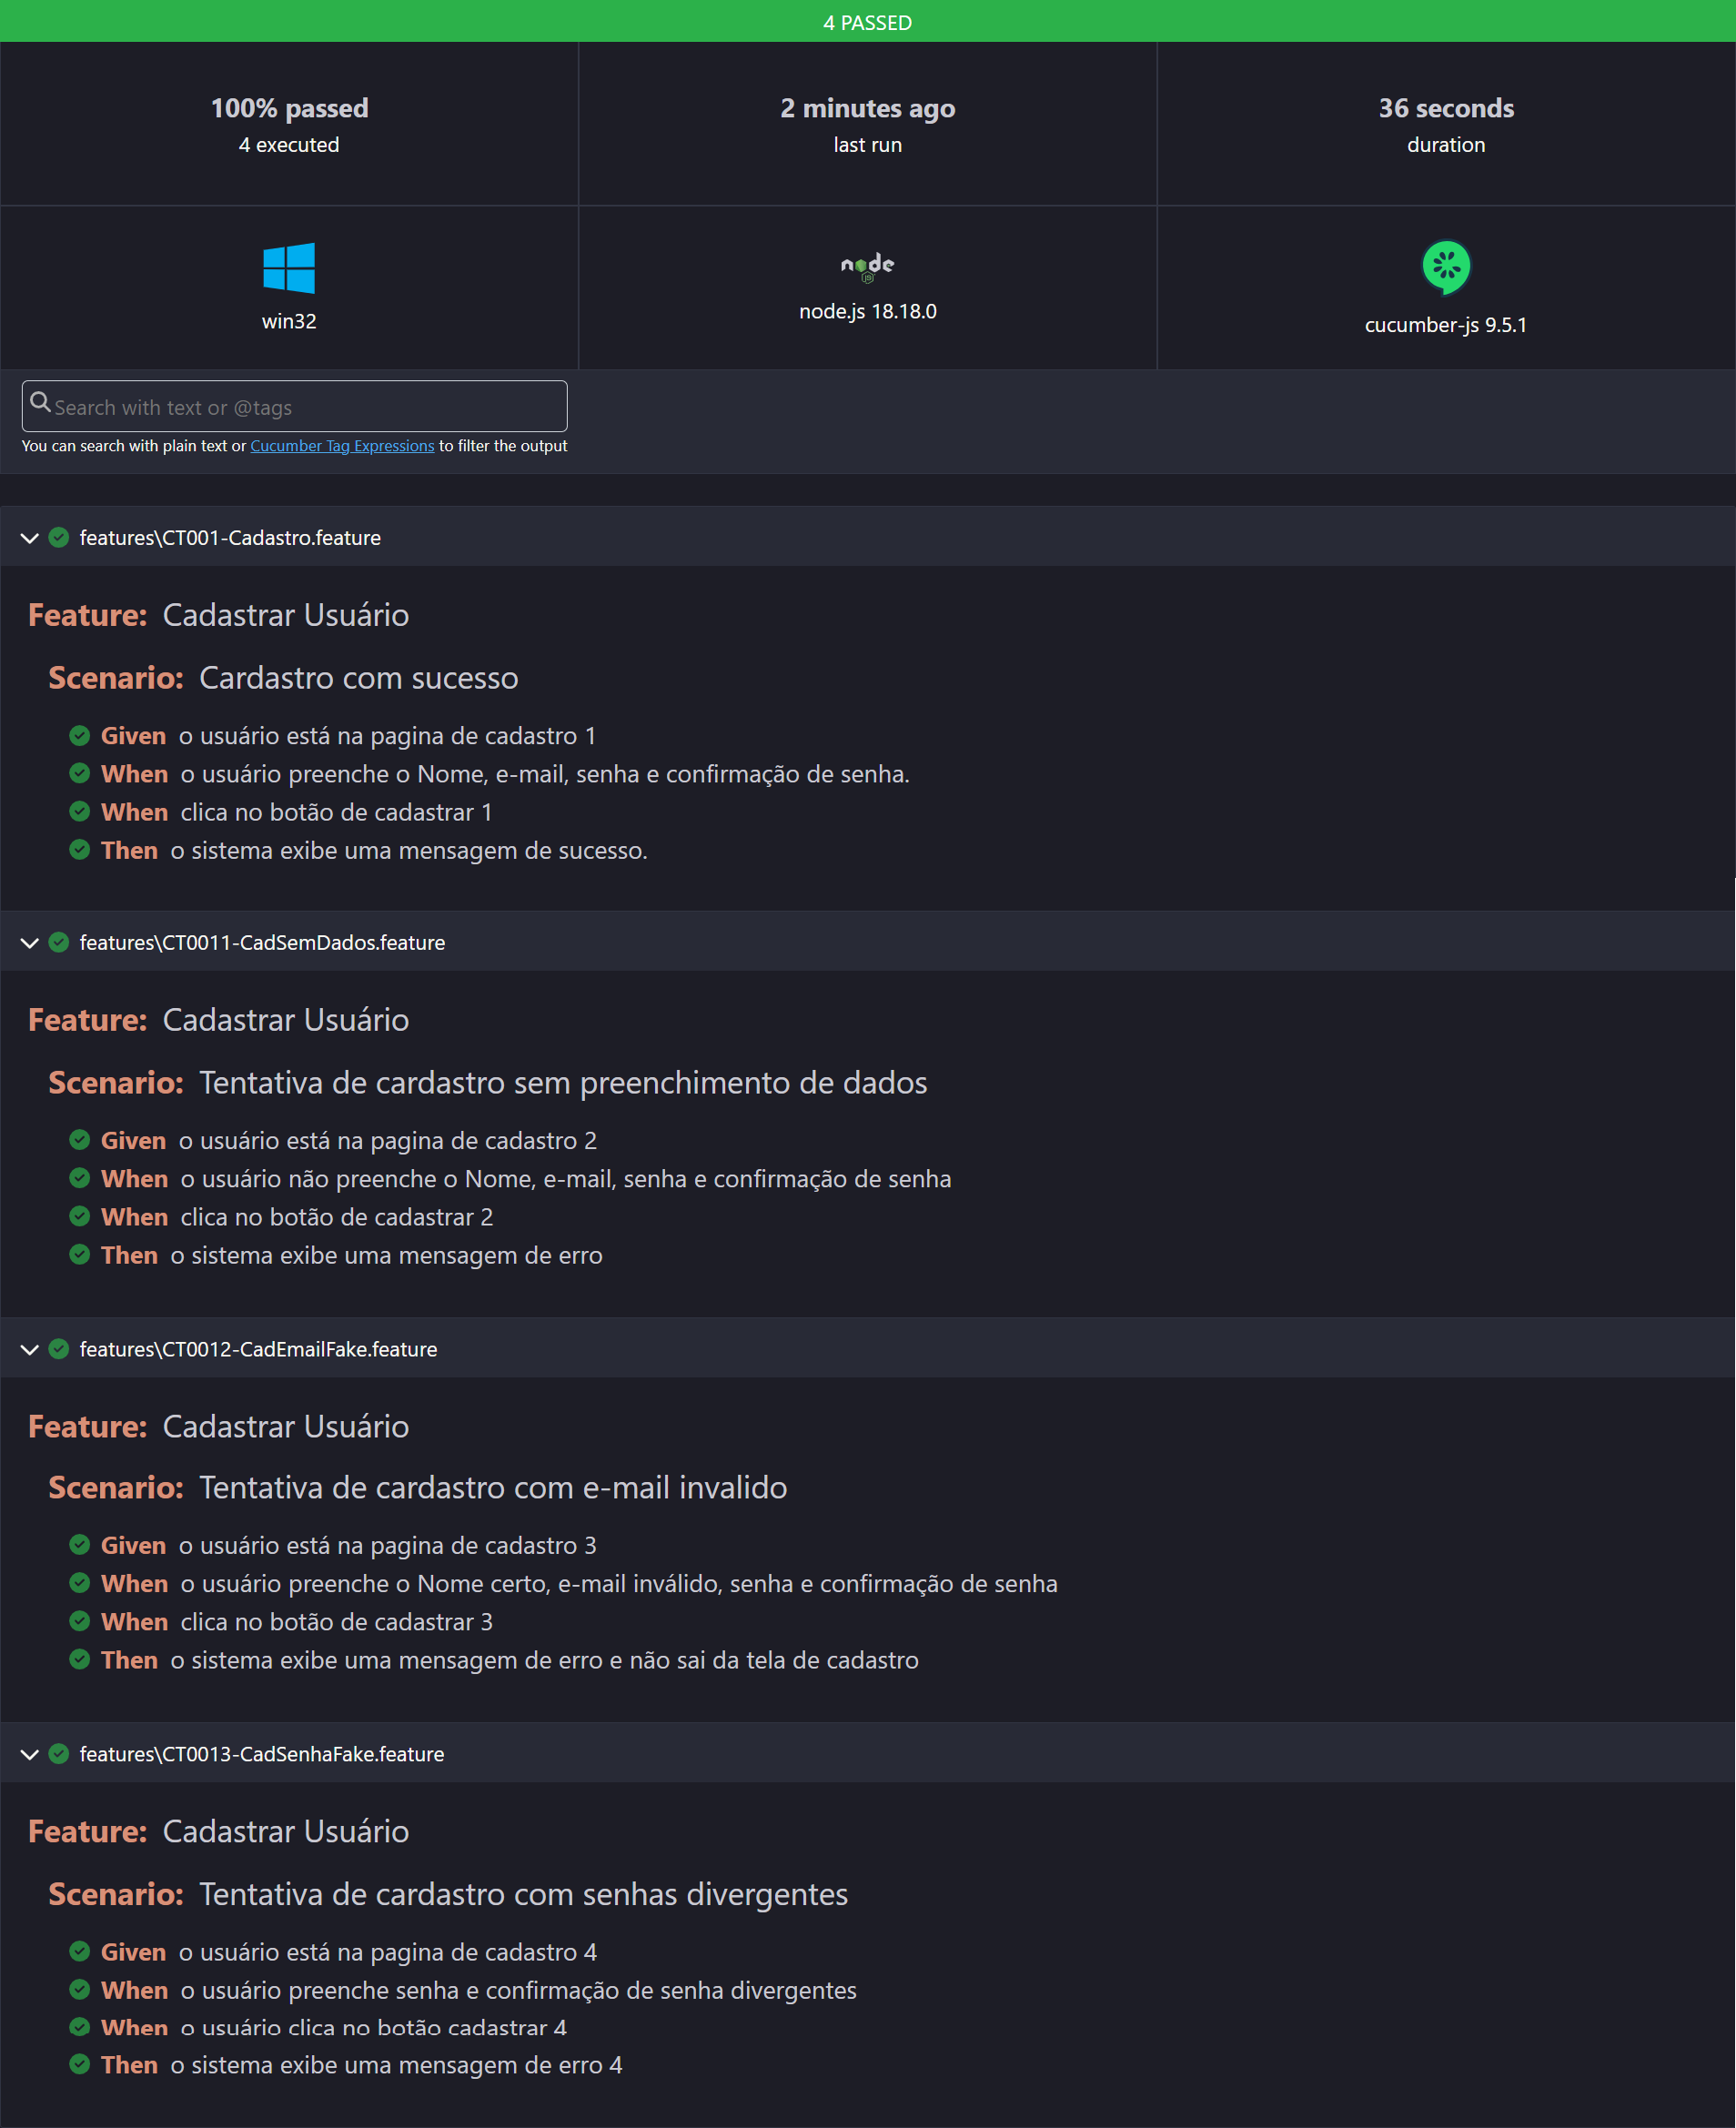 4 PASSED
100% passed
4 executed
2 minutes ago
last run
36 seconds
duration
win32
node
JS
node.js 18.18.0
cucumber-js 9.5.1
Search with text or @tags
You can search with plain text or Cucumber Tag Expressions to filter the output
features\CT001-Cadastro.feature
Feature: Cadastrar Usuário
Scenario: Cardastro com sucesso
Given o usuário está na pagina de cadastro 1
When o usuário preenche o Nome, e-mail, senha e confirmação de senha.
When clica no botão de cadastrar 1
Then o sistema exibe uma mensagem de sucesso.
features\CT0011-CadSemDados.feature
Feature: Cadastrar Usuário
Scenario: Tentativa de cardastro sem preenchimento de dados
Given o usuário está na pagina de cadastro 2
When o usuário não preenche o Nome, e-mail, senha e confirmação de senha
When clica no botão de cadastrar 2
Then o sistema exibe uma mensagem de erro
features\CT0012-CadEmailFake.feature
Feature: Cadastrar Usuário
Scenario: Tentativa de cardastro com e-mail invalido
Given o usuário está na pagina de cadastro 3
When o usuário preenche o Nome certo, e-mail inválido, senha e confirmação de senha
When clica no botão de cadastrar 3
Then o sistema exibe uma mensagem de erro e não sai da tela de cadastro
features\CT0013-CadSenhaFake.feature
Feature: Cadastrar Usuário
Scenario: Tentativa de cardastro com senhas divergentes
Given o usuário está na pagina de cadastro 4
When o usuário preenche senha e confirmação de senha divergentes
When o usuário clica no botão cadastrar 4
Then o sistema exibe uma mensagem de erro 4